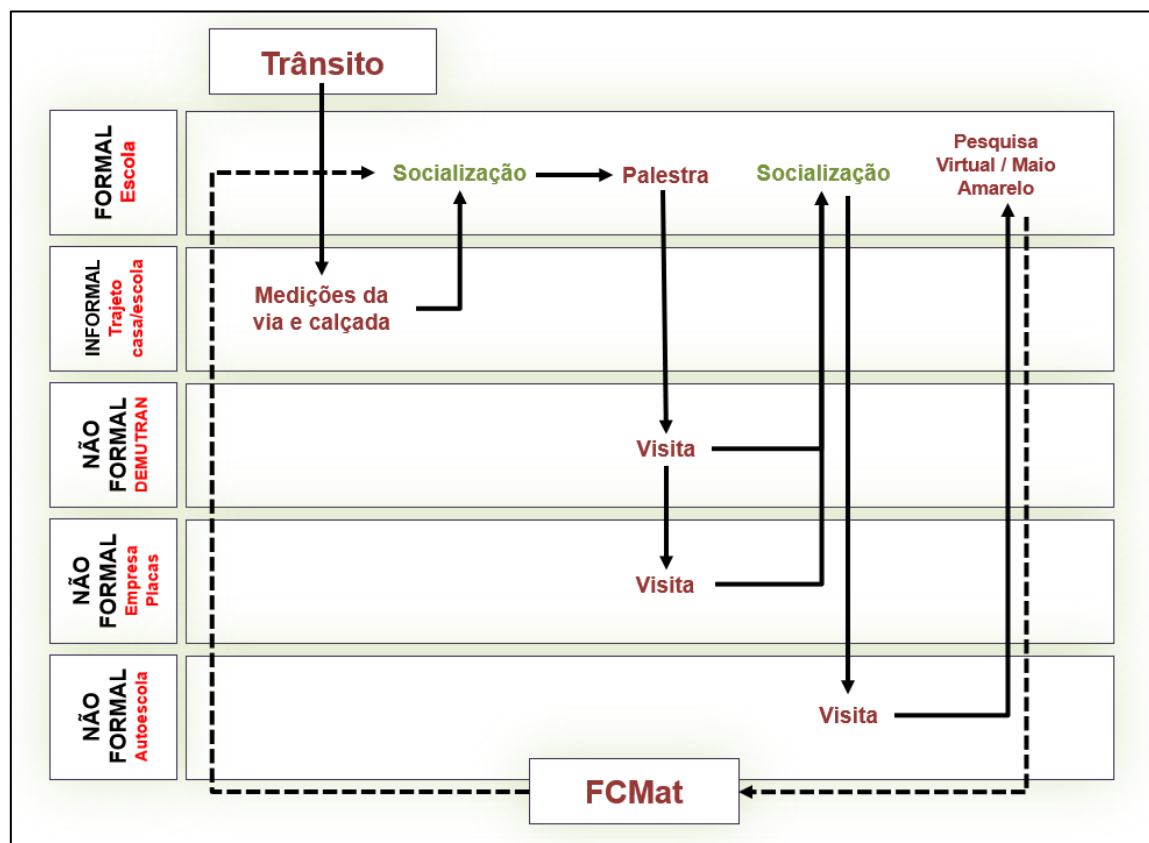 Trânsito
FORMAL
Escola
Socialização
Palestra
Socialização
Pesquisa
Virtual / Maio
Amarelo
INFORMAL
Trajeto
casa/escola
Medições da
via e calçada
NÃO
FORMAL
DEMUTRAN
Visita
NÃO
FORMAL
Empresa
Placas
Visita
NÃO
FORMAL
Autoescola
Visita
FCMat